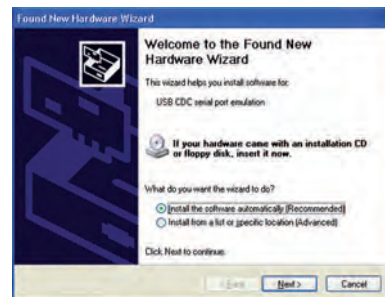 Found New Hardware Wizard
Welcome to the Found New
Hardware Wizard
This wizard helps you install software for:
USB CDC serial port emulation
If your hardware came with an installation CD
or floppy disk, insert it now.
What do you want the wizard to do?
Install the software automatically (Recommended)
Install from a list or specific location (Advanced)
Click Next to continue.
< Back
Next >
Cancel